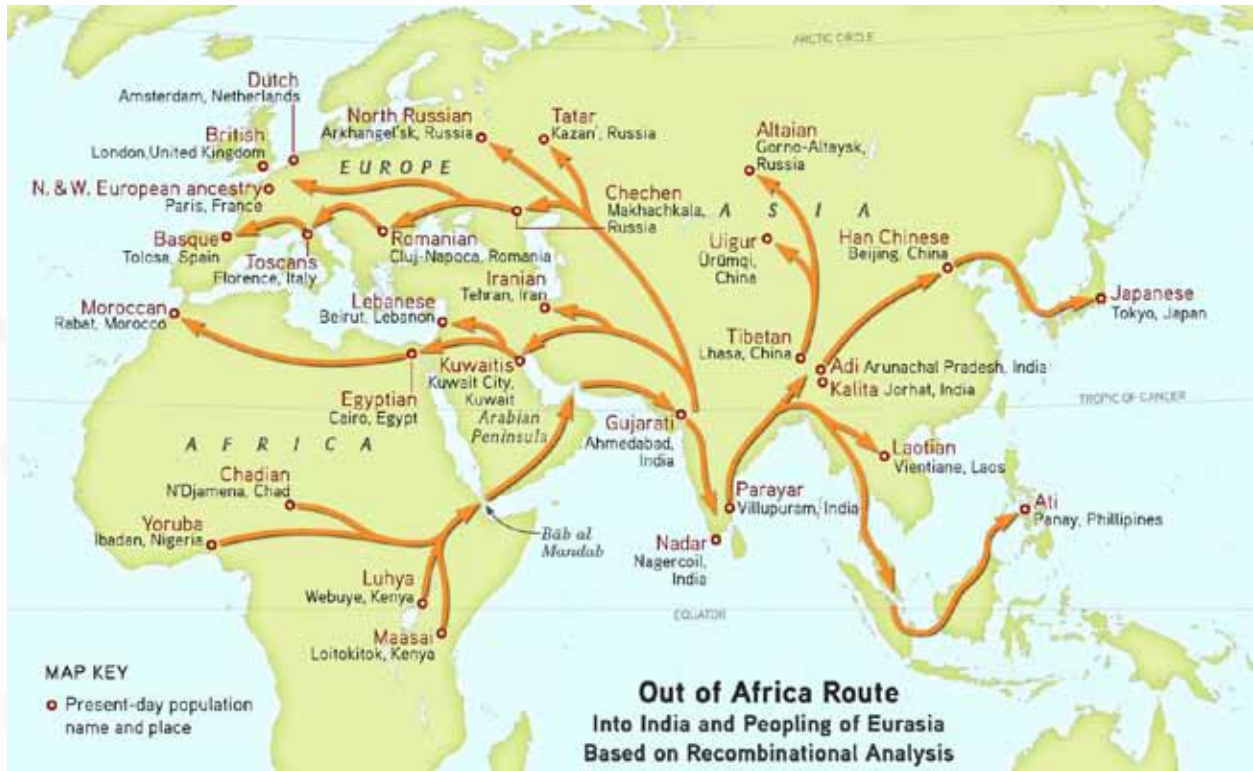 ARCTIC CIRCLE
Dutch
Amsterdam, Netherlands
British
London, United Kingdom
N. & W. European ancestry
Paris, France
Basque
Tolosa, Spain
Toscans
Florence, Italy
EUROPE
North Russian
Arkhangel'sk, Russia
Tatar
Kazan', Russia
Altaian
Gorno-Altaysk,
Russia
Chechen
Makhachkala,
Russia
ASIA
Romanian
Cluj-Napoca, Romania
Uigur
Ürümqi,
China
Han Chinese
Beijing, China
Japanese
Tokyo, Japan
Iranian
Tehran, Iran
Lebanese
Beirut, Lebanon
Moroccan
Rabat, Morocco
Kuwaitis
Kuwait City,
Kuwait
Egyptian
Cairo, Egypt
Arabian
Peninsula
Tibetan
Lhasa, China
Adi Arunachal Pradesh, India
Kalita Jorhat, India
TROPIC OF CANCER
Gujarati
Ahmedabad,
India
AFRICA
Chadian
N'Djamena, Chad
Yoruba
Ibadan, Nigeria
Bāb al
Mandab
Luhya
Webuye, Kenya
Maasai
Loitokitok, Kenya
Parayar
Villupuram, India
Nadar
Nagercoil,
India
Laotian
Vientiane, Laos
Ati
Panay, Phillipines
EQUATOR
MAP KEY
Present-day population
name and place
Out of Africa Route
Into India and Peopling of Eurasia
Based on Recombinational Analysis